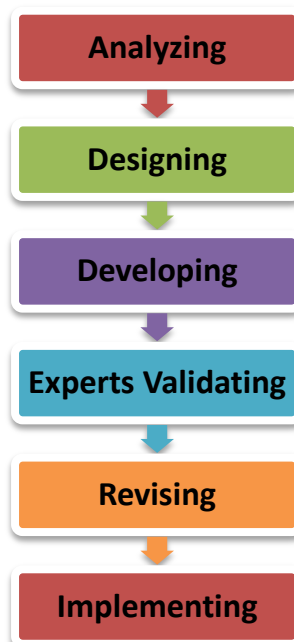 Analyzing
Designing
Developing
Experts Validating
Revising
Implementing